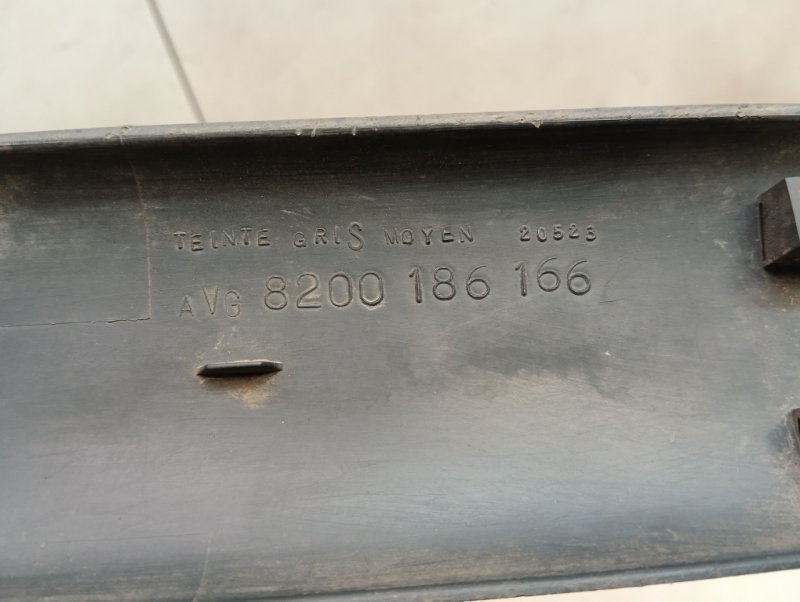 TEINTE GRIS MOYEN 20523
AVG 8200 186 166